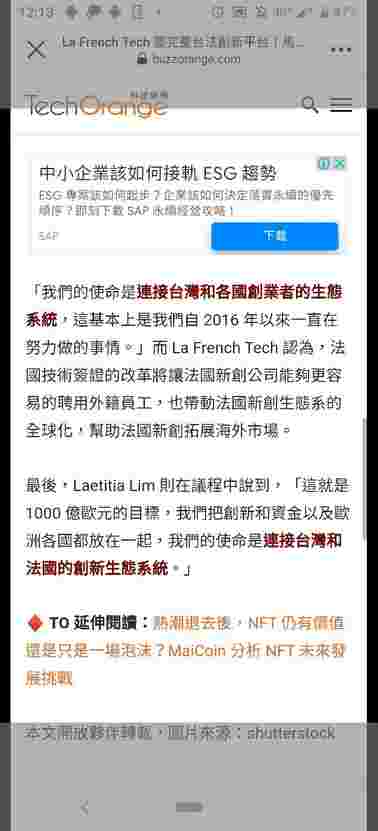 12:13
La French Tech
buzzorange.com
TechOrange
科技報橘
中小企業該如何接軌 ESG 趨勢
ESG 專案該如何起步？企業該如何決定落實永續的優先
順序？即刻下載 SAP 永續經營攻略！
SAP
下載
「我們的使命是連接台灣和各國創業者的生態
系統，這基本上是我們自 2016 年以來一直在
努力做的事情。」而 La French Tech 認為，法
國技術簽證的改革將讓法國新創公司能夠更容
易的聘用外籍員工，也帶動法國新創生態系的
全球化，幫助法國新創拓展海外市場。
最後，Laetitia Lim 則在議程中說到，「這就是
1000 億歐元的目標，我們把創新和資金以及歐
洲各國都放在一起，我們的使命是連接台灣和
法國的創新生態系統。」
TO 延伸閱讀：熱潮退去後，NFT 仍有價值
還是只是一場泡沫？MaiCoin 分析 NFT 未來發
展挑戰
本文開放夥伴轉載，圖片來源：shutterstock